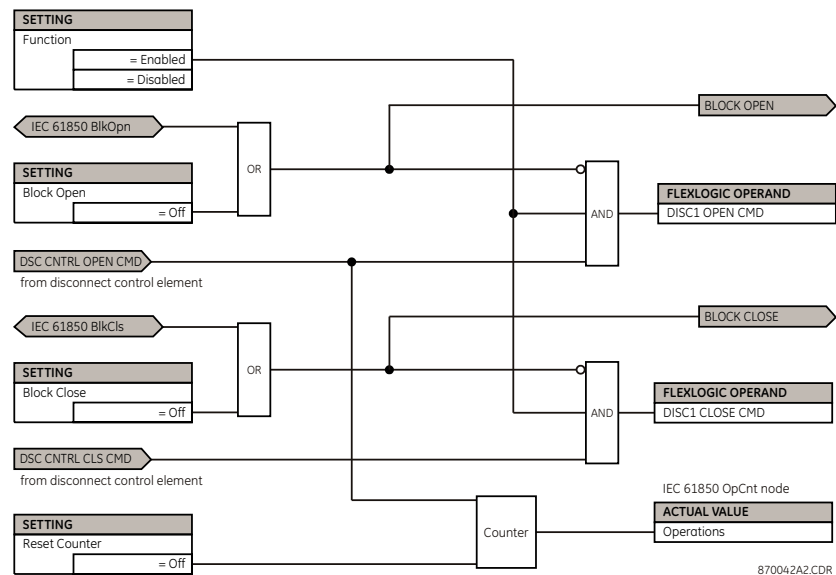 SETTING
Function
= Enabled
= Disabled
BLOCK OPEN
IEC 61850 BlkOpn
OR
SETTING
Block Open
= Off
AND
FLEXLOGIC OPERAND
DISC1 OPEN CMD
DSC CNTRL OPEN CMD
from disconnect control element
IEC 61850 BlkCls
BLOCK CLOSE
OR
SETTING
Block Close
= Off
AND
FLEXLOGIC OPERAND
DISC1 CLOSE CMD
DSC CNTRL CLS CMD
from disconnect control element
IEC 61850 OpCnt node
SETTING
Reset Counter
= Off
Counter
ACTUAL VALUE
Operations
870042A2.CDR